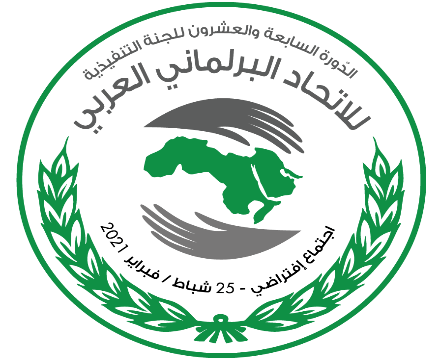 الدورة السابعة والعشرون للجنة التنفيذية
للاتحاد البرلماني العربي
اجتماع إفتراضي - 25 شباط / فبراير 2021